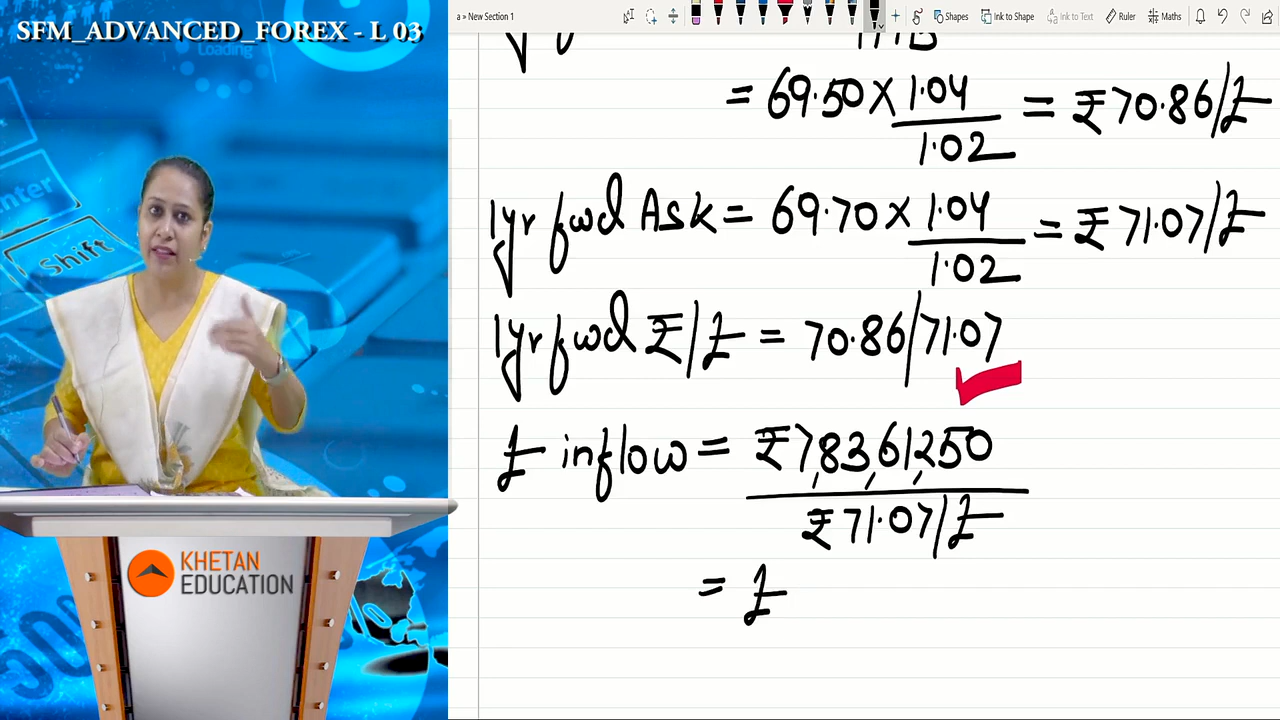 SFM_ADVANCED_FOREX - L 03
Loading
Shift
KHETAN
EDUCATION
a » New Section 1
Shapes
Ink to Shape
Ink to Text
Ruler
Maths
= 69.50 × 1.04 / 1.02 = ₹70.86/£
1yr fwd Ask = 69.70 × 1.04 / 1.02 = ₹71.07/£
1yr fwd ₹/£ = 70.86/71.07
£ inflow = ₹7,83,61,250
₹71.07/£
= £